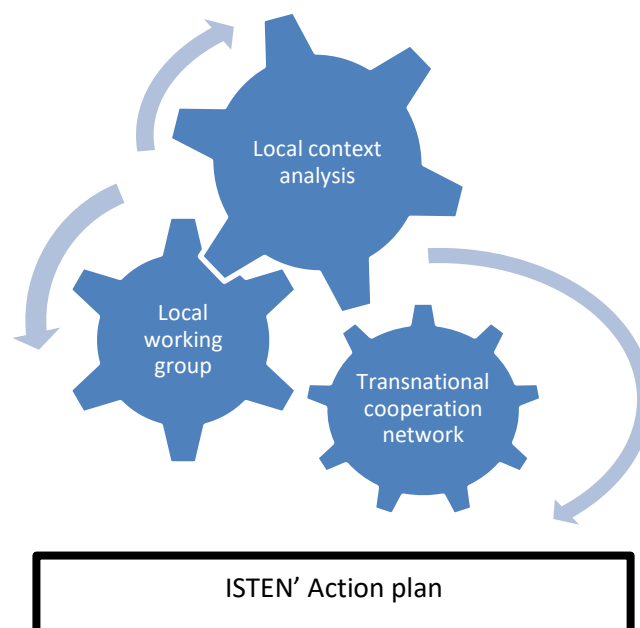 Local context
analysis
Local
working
group
Transnational
cooperation
network
ISTEN’ Action plan